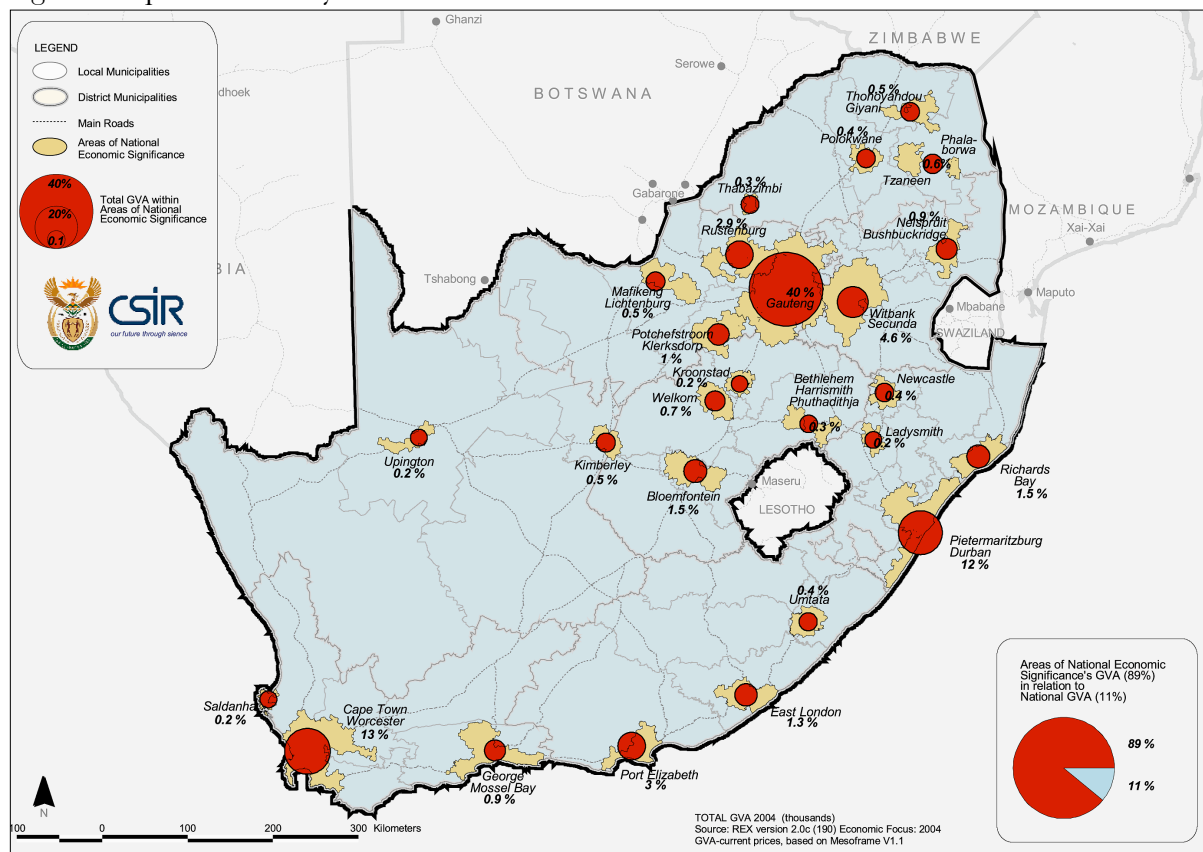 LEGEND
Local Municipalities
District Municipalities
Main Roads
Areas of National
Economic Significance
40%
20%
0.1
Total GVA within
Areas of National
Economic Significance
CSIR
our future through science
Ghanzi
ZIMBABWE
Serowe
BOTSWANA
dhoek
0.5 %
Thohoyandou
Giyani
0.4 %
Polokwane
Phala-
borwa
0.6%
Tzaneen
0.3 %
Thabazimbi
Gabarone
MOZAMBIQUE
Xai-Xai
0.9 %
Nelspruit
Bushbuckridge
2.9 %
Rustenburg
BIA
Tshabong
Mafikeng
Lichtenburg
0.5 %
40 %
Gauteng
Witbank
Secunda
4.6 %
Maputo
Mbabane
SWAZILAND
Potchefstroom
Klerksdorp
1 %
Kroonstad
0.2 %
Welkom
0.7 %
Bethlehem
Harrismith
Phuthadithja
0.3 %
Newcastle
0.4 %
Ladysmith
0.2 %
Upington
0.2 %
Kimberley
0.5 %
Bloemfontein
1.5 %
Maseru
LESOTHO
Richards
Bay
1.5 %
Pietermaritzburg
Durban
12 %
0.4 %
Umtata
East London
1.3 %
Saldanha
0.2 %
Cape Town
Worcester
13 %
George
Mossel Bay
0.9 %
Port Elizabeth
3 %
Areas of National Economic
Significance's GVA (89%)
in relation to
National GVA (11%)
89 %
11 %
N
100 0 100 200 300 Kilometers
TOTAL GVA 2004 (thousands)
Source: REX version 2.0c (190) Economic Focus: 2004
GVA-current prices, based on Mesoframe V1.1